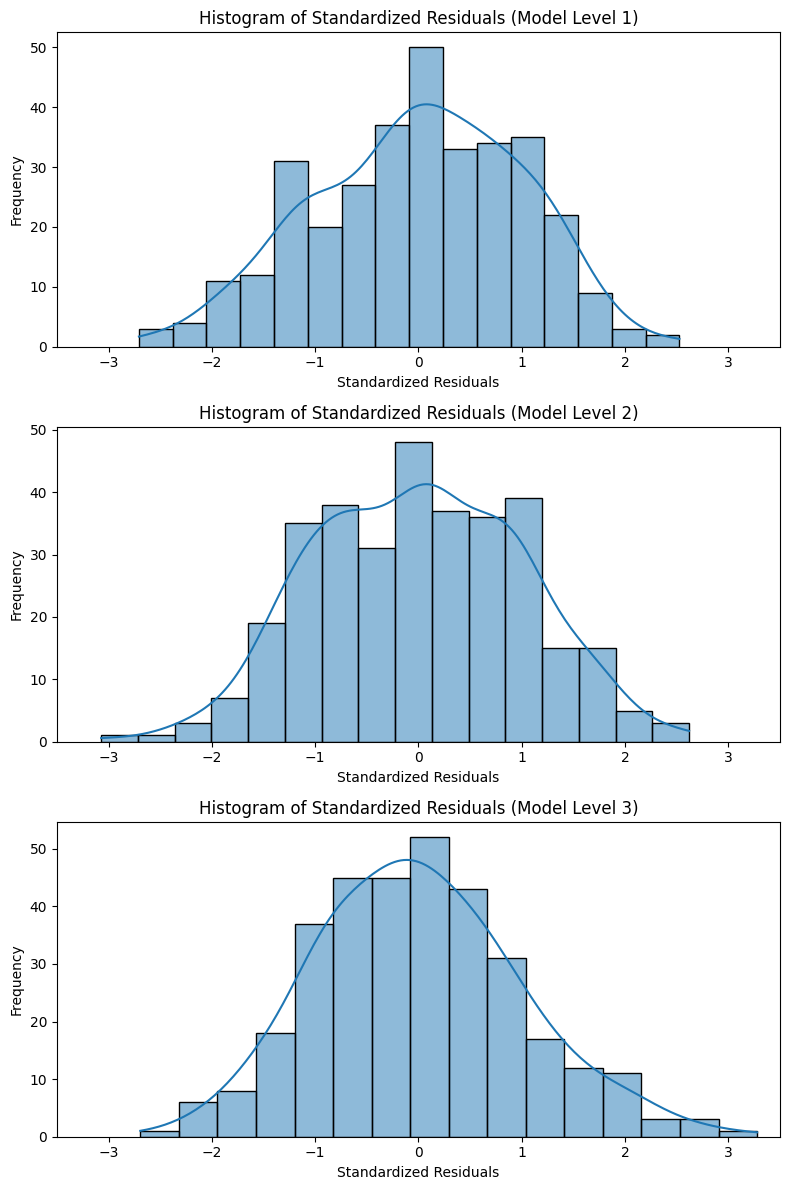 Histogram of Standardized Residuals (Model Level 1)
50
40
30
20
10
0
Frequency
−3 −2 −1 0 1 2 3
Standardized Residuals
Histogram of Standardized Residuals (Model Level 2)
50
40
30
20
10
0
Frequency
−3 −2 −1 0 1 2 3
Standardized Residuals
Histogram of Standardized Residuals (Model Level 3)
50
40
30
20
10
0
Frequency
−3 −2 −1 0 1 2 3
Standardized Residuals